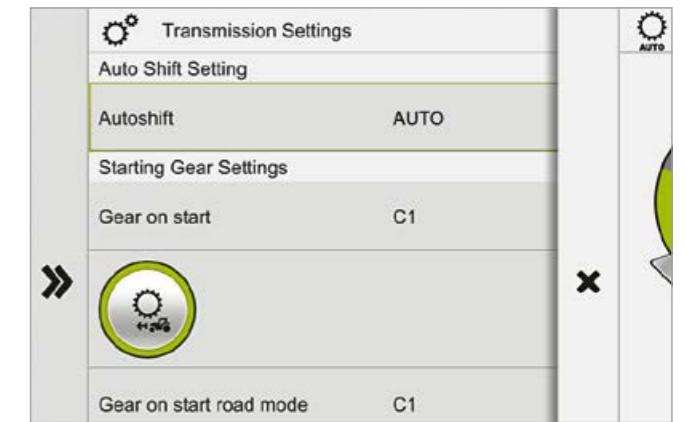 Transmission Settings
Auto Shift Setting
Autoshift AUTO
Starting Gear Settings
Gear on start C1
Gear on start road mode C1
AUTO